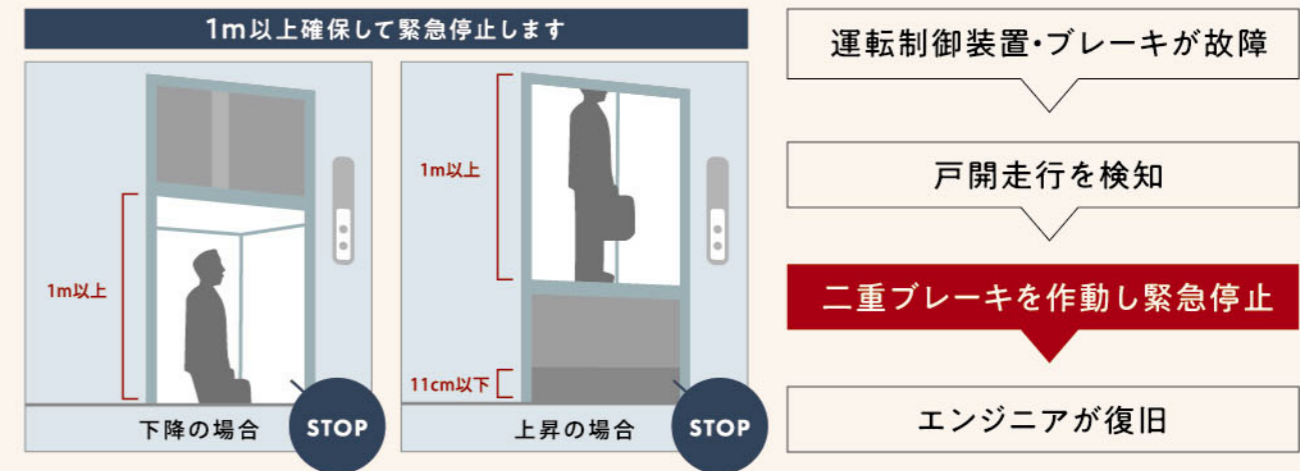 1m以上確保して緊急停止します
1m以上
下降の場合
STOP
1m以上
11cm以下
上昇の場合
STOP
運転制御装置・ブレーキが故障
戸開走行を検知
二重ブレーキを作動し緊急停止
エンジニアが復旧